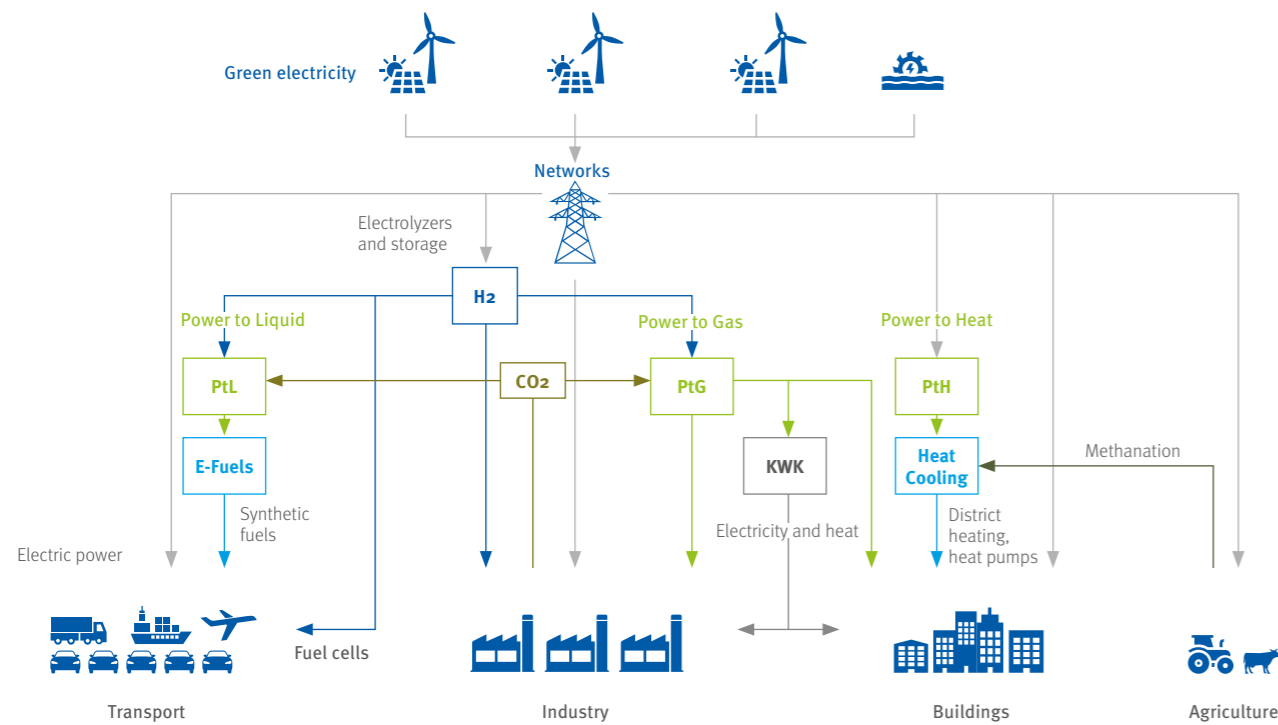 Green electricity
Networks
Electrolyzers
and storage
H2
Power to Liquid
Power to Gas
Power to Heat
PtL
CO2
PtG
PtH
E-Fuels
KWK
Heat
Cooling
Methanation
Synthetic
fuels
Electricity and heat
District
heating,
heat pumps
Electric power
Fuel cells
Transport
Industry
Buildings
Agriculture